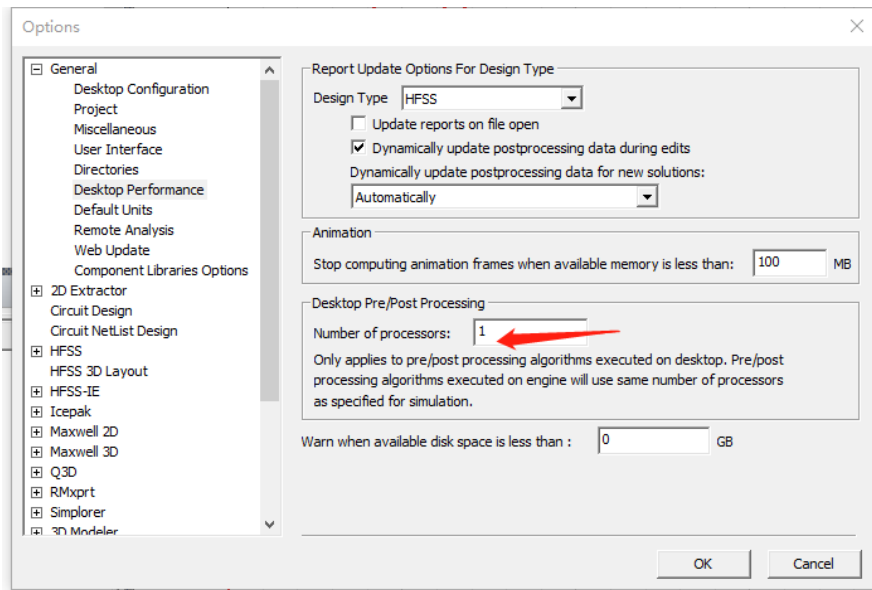 Options
General
Desktop Configuration
Project
Miscellaneous
User Interface
Directories
Desktop Performance
Default Units
Remote Analysis
Web Update
Component Libraries Options
2D Extractor
Circuit Design
Circuit NetList Design
HFSS
HFSS 3D Layout
HFSS-IE
Icepak
Maxwell 2D
Maxwell 3D
Q3D
RMxprt
Simplorer
3D Modeler
Report Update Options For Design Type
Design Type HFSS
Update reports on file open
Dynamically update postprocessing data during edits
Dynamically update postprocessing data for new solutions:
Automatically
Animation
Stop computing animation frames when available memory is less than: 100 MB
Desktop Pre/Post Processing
Number of processors: 1
Only applies to pre/post processing algorithms executed on desktop. Pre/post
processing algorithms executed on engine will use same number of processors
as specified for simulation.
Warn when available disk space is less than : 0 GB
OK Cancel